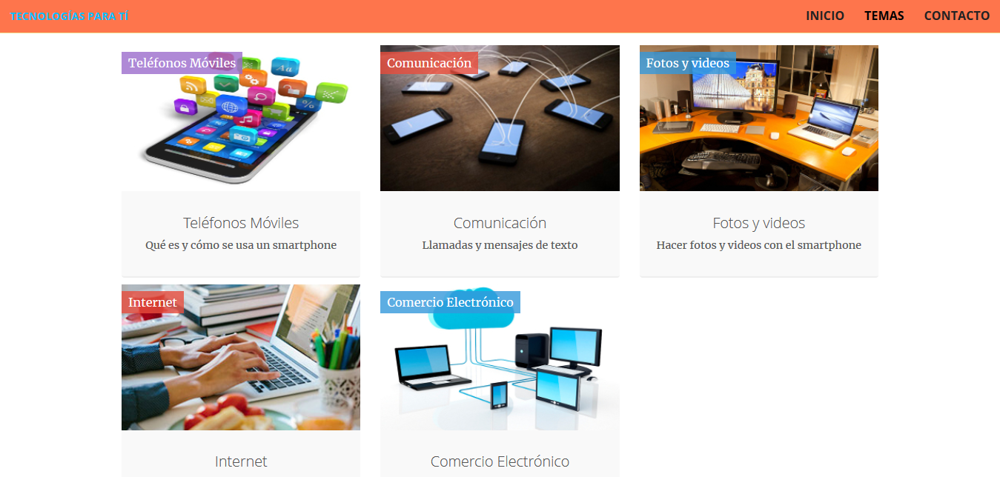 TECNOLOGÍAS PARA TÍ
INICIO TEMAS CONTACTO
Teléfonos Móviles
Comunicación
Fotos y videos
Teléfonos Móviles
Qué es y cómo se usa un smartphone
Comunicación
Llamadas y mensajes de texto
Fotos y videos
Hacer fotos y videos con el smartphone
Internet
Comercio Electrónico
Internet
Comercio Electrónico